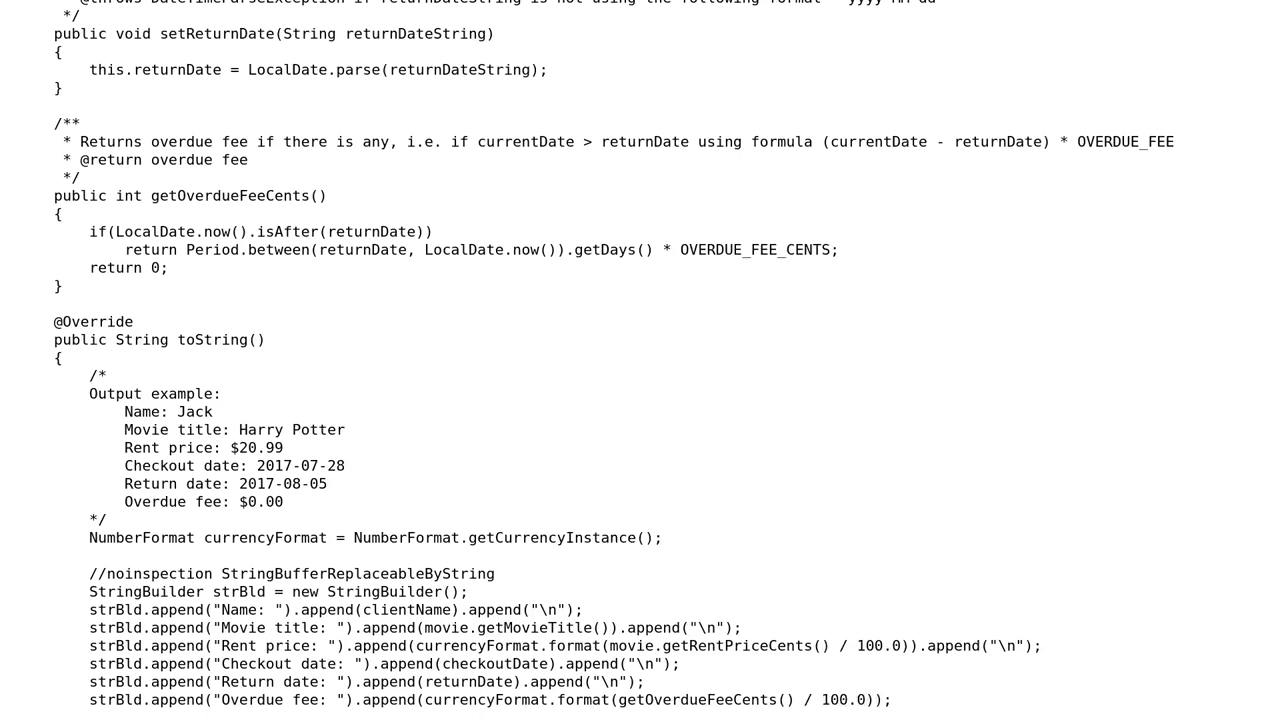 public void setReturnDate(String returnDateString)
{
this.returnDate = LocalDate.parse(returnDateString);
}
/**
* Returns overdue fee if there is any, i.e. if currentDate > returnDate using formula (currentDate - returnDate) * OVERDUE_FEE
* @return overdue fee
*/
public int getOverdueFeeCents()
{
if(LocalDate.now().isAfter(returnDate))
return Period.between(returnDate, LocalDate.now()).getDays() * OVERDUE_FEE_CENTS;
return 0;
}
@Override
public String toString()
{
/*
Output example:
Name: Jack
Movie title: Harry Potter
Rent price: $20.99
Checkout date: 2017-07-28
Return date: 2017-08-05
Overdue fee: $0.00
*/
NumberFormat currencyFormat = NumberFormat.getCurrencyInstance();
//noinspection StringBufferReplaceableByString
StringBuilder strBld = new StringBuilder();
strBld.append("Name: ").append(clientName).append("\n");
strBld.append("Movie title: ").append(movie.getMovieTitle()).append("\n");
strBld.append("Rent price: ").append(currencyFormat.format(movie.getRentPriceCents() / 100.0)).append("\n");
strBld.append("Checkout date: ").append(checkoutDate).append("\n");
strBld.append("Return date: ").append(returnDate).append("\n");
strBld.append("Overdue fee: ").append(currencyFormat.format(getOverdueFeeCents() / 100.0));